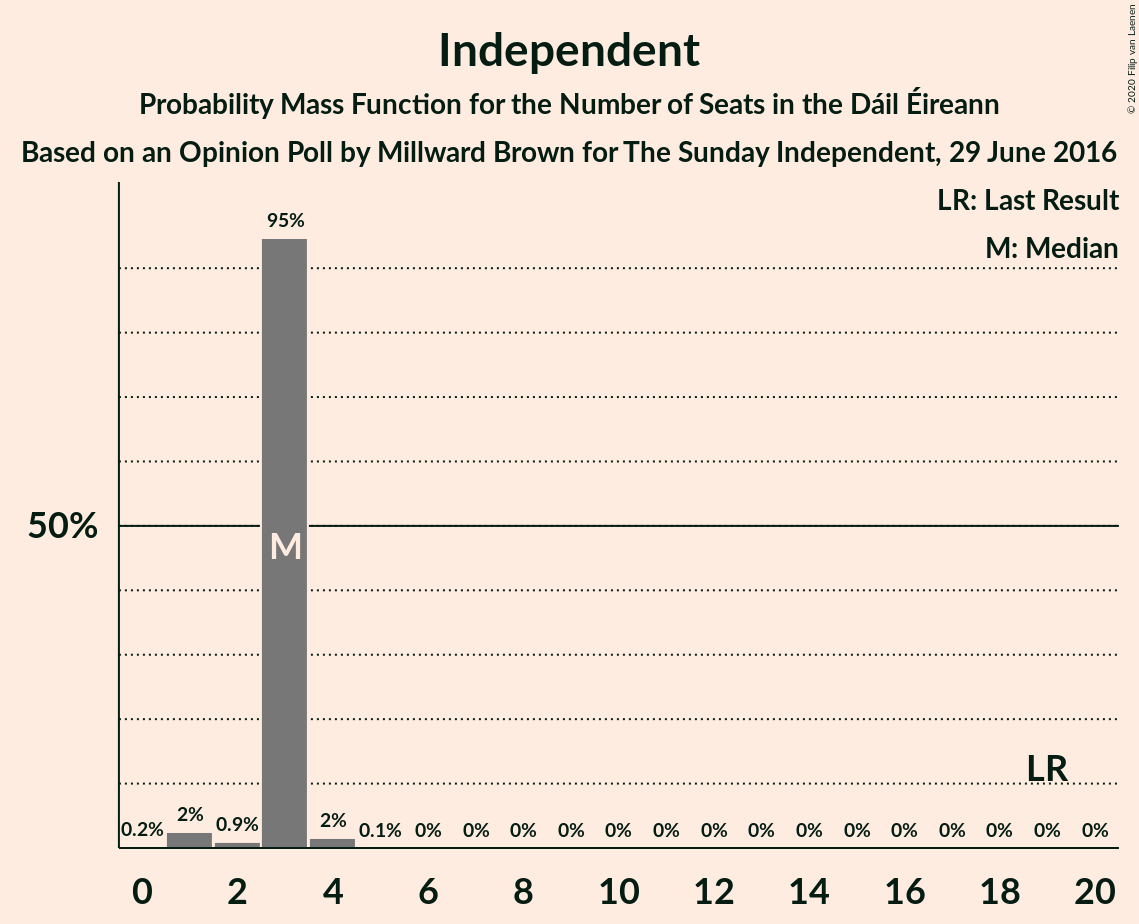 Independent
Probability Mass Function for the Number of Seats in the Dáil Éireann
Based on an Opinion Poll by Millward Brown for The Sunday Independent, 29 June 2016
© 2020 Filip van Laenen
LR: Last Result
M: Median
95%
50%
M
LR
0.2% 2% 0.9% 2% 0.1% 0% 0% 0% 0% 0% 0% 0% 0% 0% 0% 0% 0% 0% 0% 0%
0 2 4 6 8 10 12 14 16 18 20